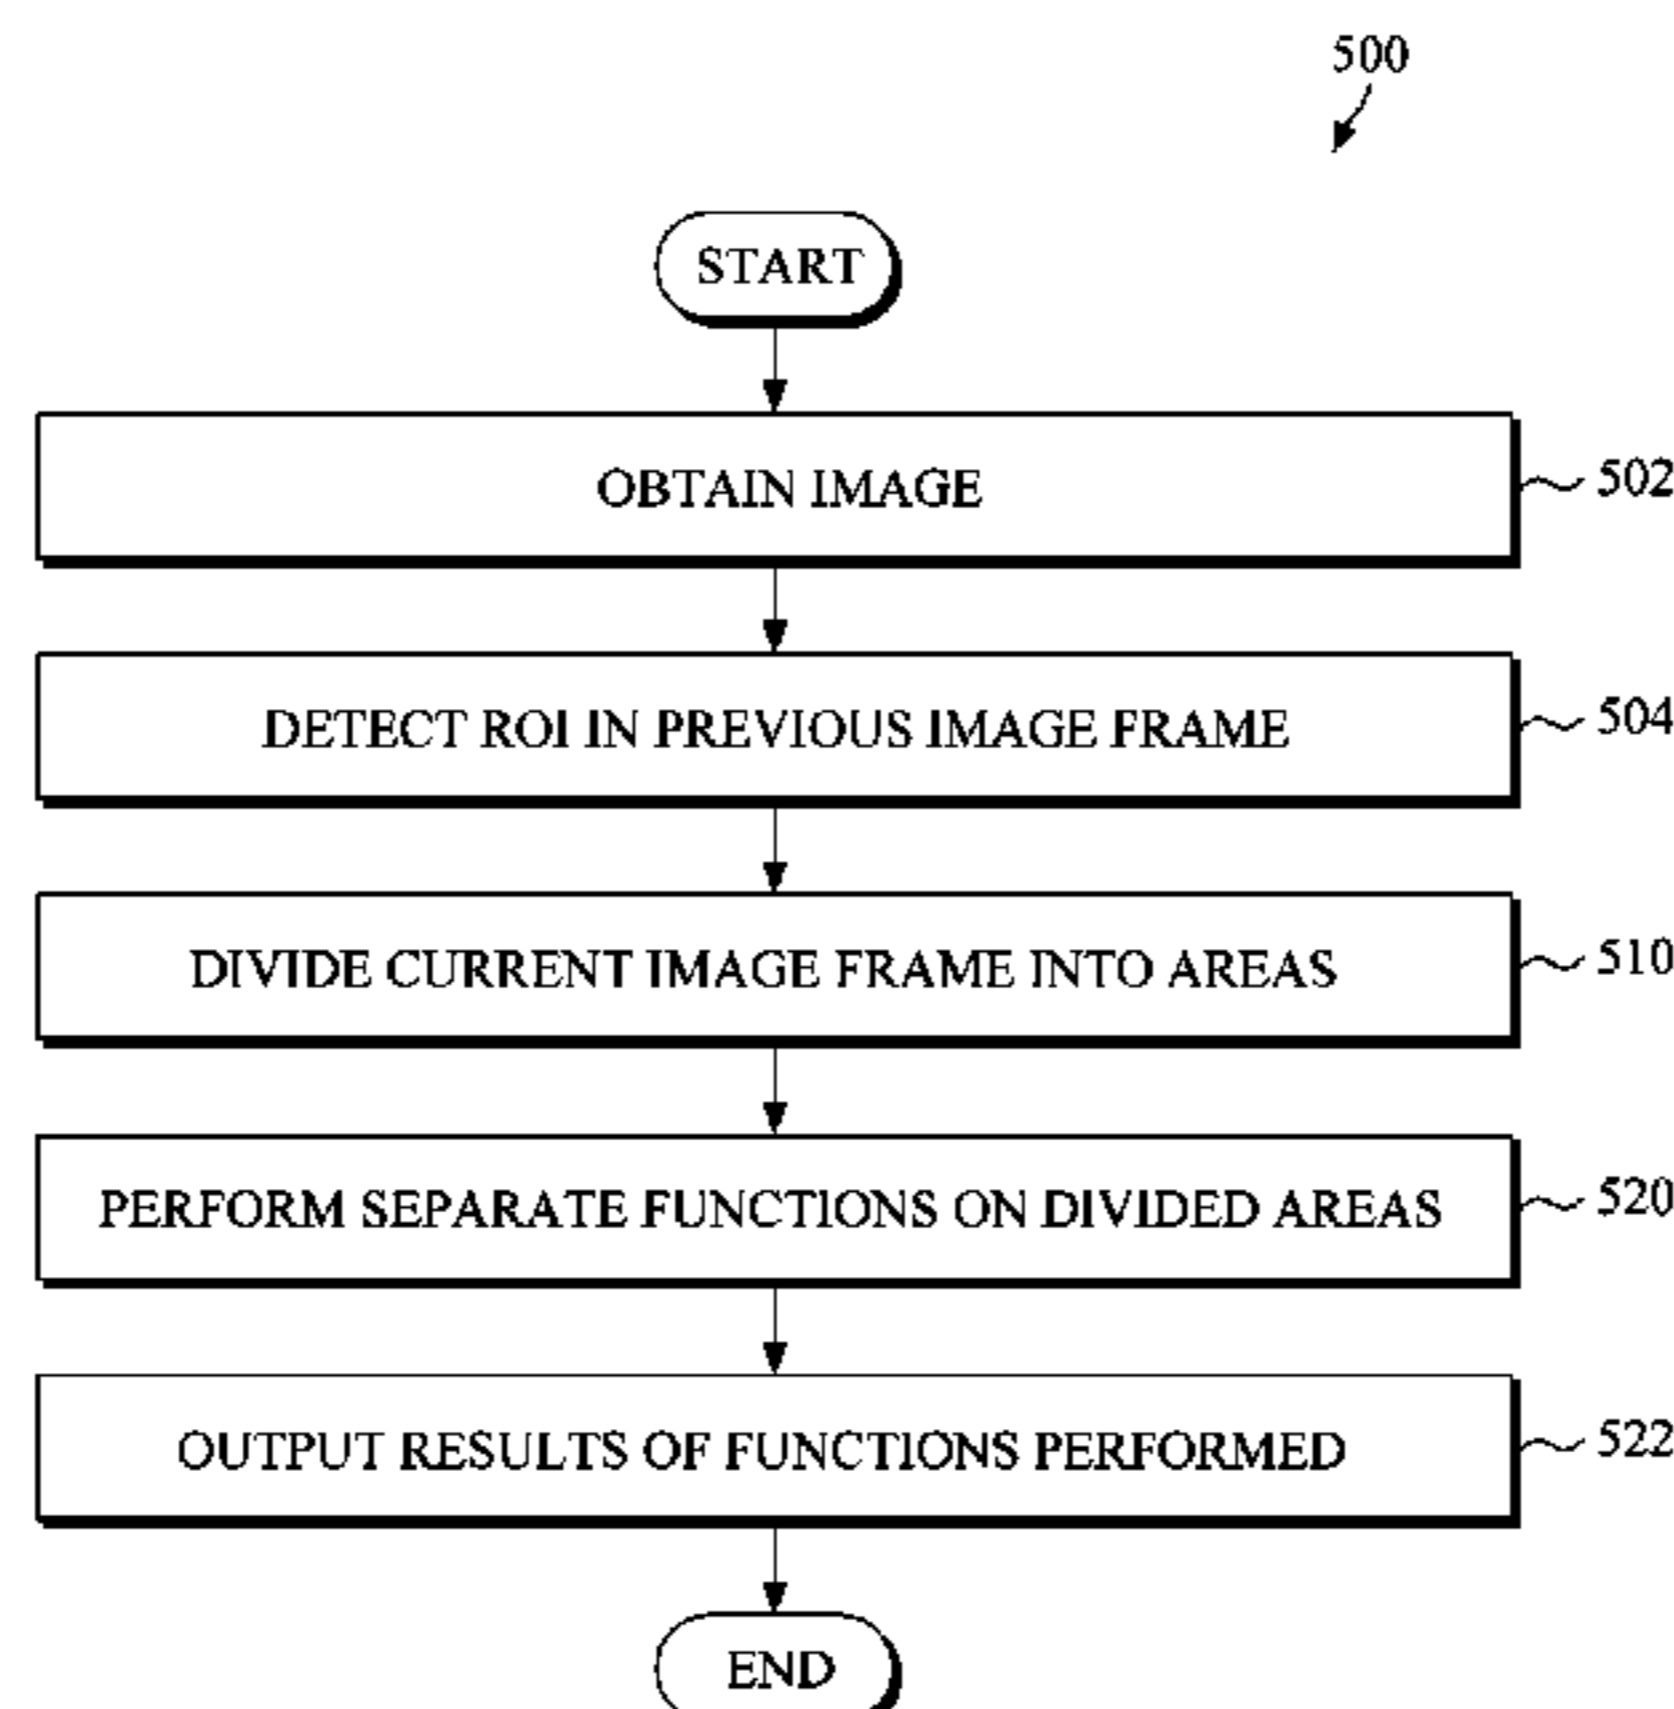 500
START
OBTAIN IMAGE
502
DETECT ROI IN PREVIOUS IMAGE FRAME
504
DIVIDE CURRENT IMAGE FRAME INTO AREAS
510
PERFORM SEPARATE FUNCTIONS ON DIVIDED AREAS
520
OUTPUT RESULTS OF FUNCTIONS PERFORMED
522
END